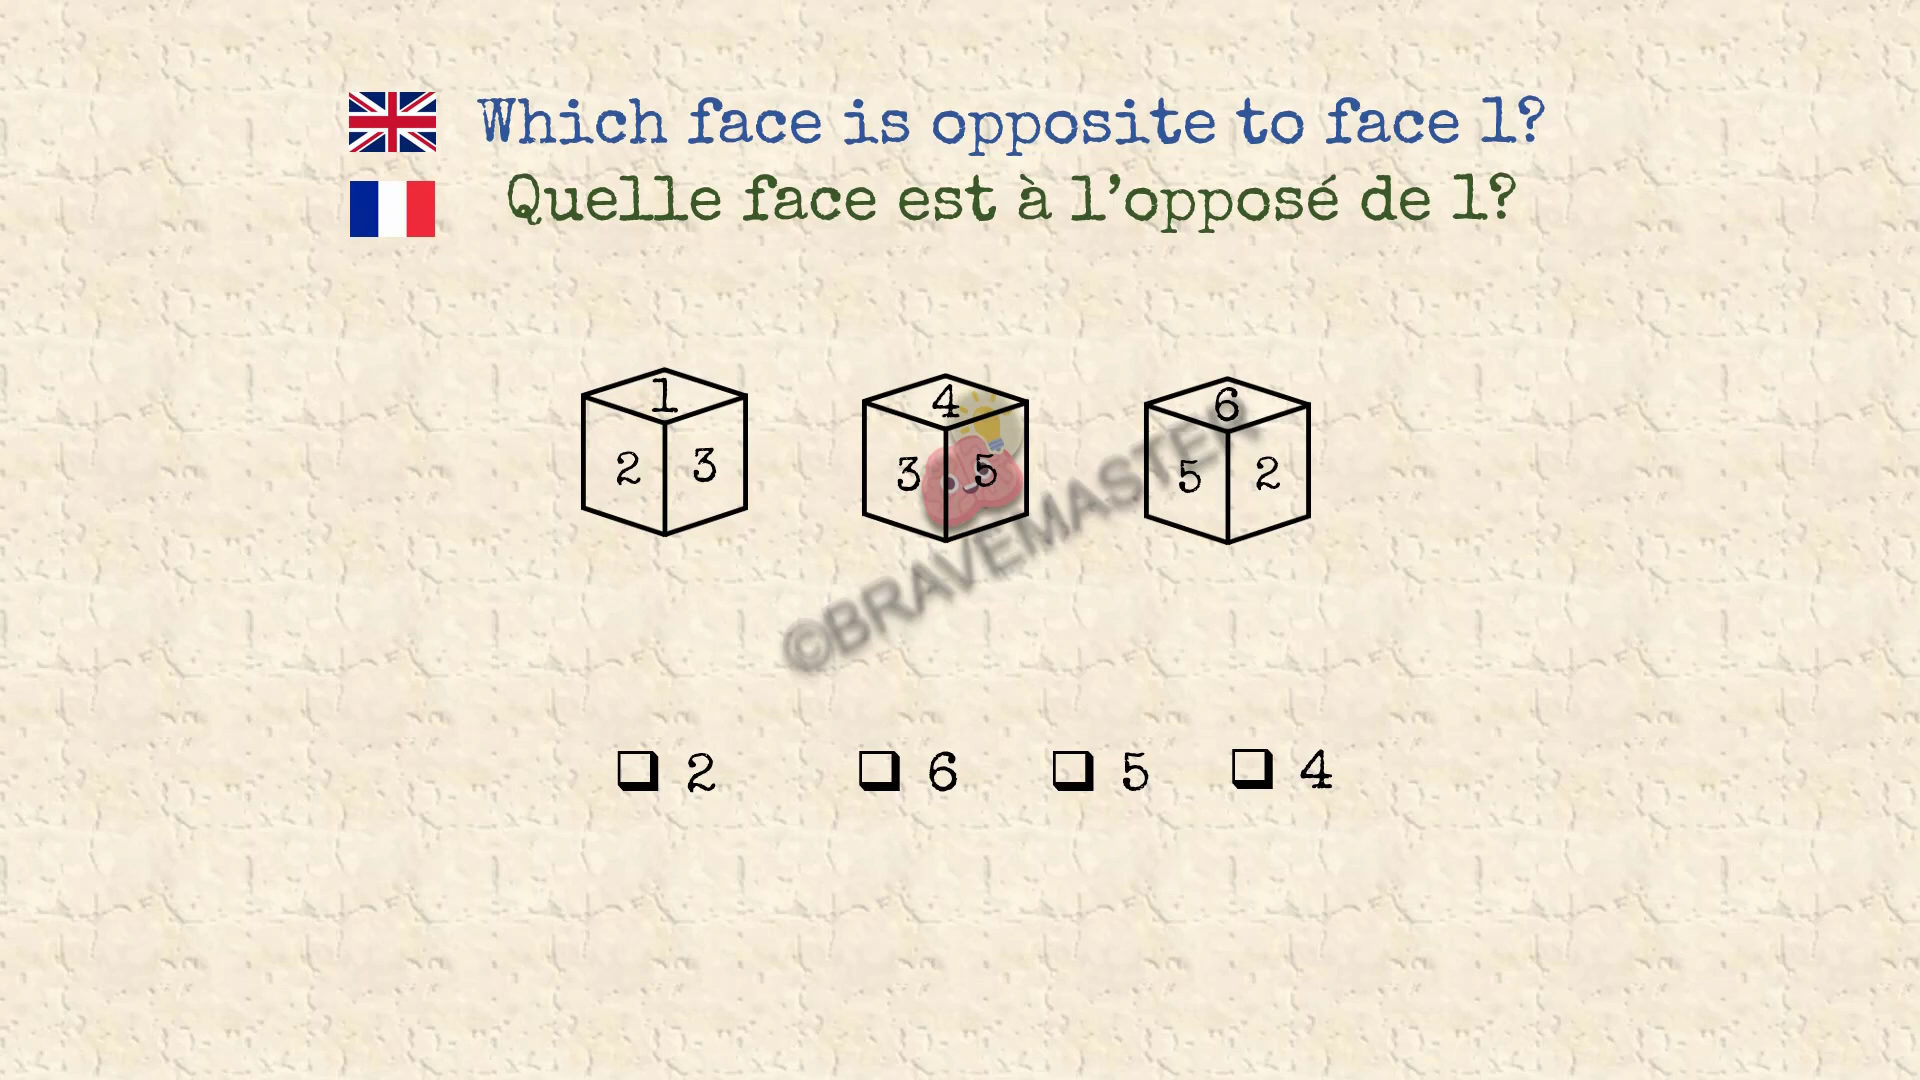 Which face is opposite to face 1?
Quelle face est à l’opposé de 1?
1 4 6
2 3 3 5 5 2
©BRAVEMASTER
❑ 2 ❑ 6 ❑ 5 ❑ 4